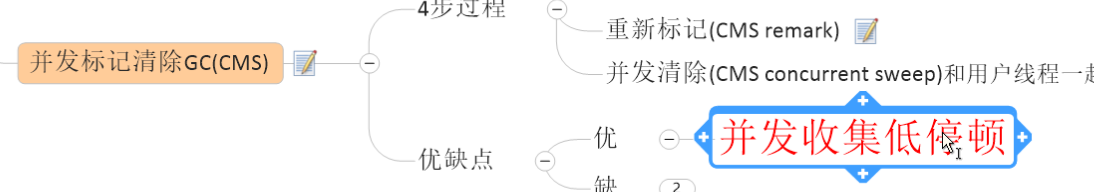 4步过程
重新标记(CMS remark)
并发标记清除GC(CMS)
并发清除(CMS concurrent sweep)和用户线程一起
优缺点
优
并发收集低停顿
缺
2